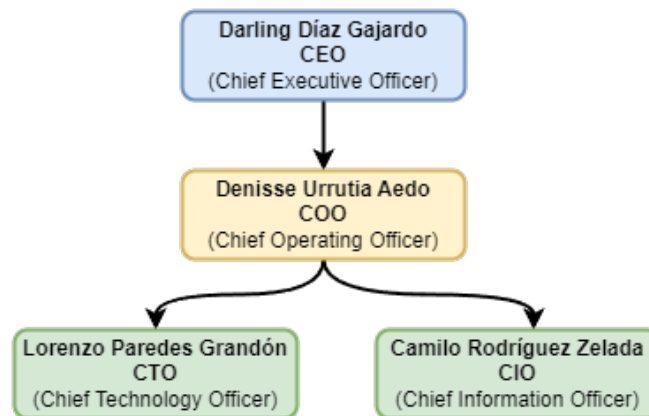 Darling Díaz Gajardo
CEO
(Chief Executive Officer)
Denisse Urrutia Aedo
COO
(Chief Operating Officer)
Lorenzo Paredes Grandón
CTO
(Chief Technology Officer)
Camilo Rodríguez Zelada
CIO
(Chief Information Officer)